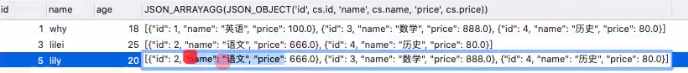 id name age JSON_ARRAYAGG(JSON_OBJECT('id', cs.id, 'name', cs.name, 'price', cs.price))
1 why 18 [{"id": 1, "name": "英语", "price": 100.0}, {"id": 3, "name": "数学", "price": 888.0}, {"id": 4, "name": "历史", "price": 80.0}]
3 lilei 25 [{"id": 2, "name": "语文", "price": 666.0}, {"id": 4, "name": "历史", "price": 80.0}]
5 lily 20 [{"id": 2, "name": "语文", "price": 666.0}, {"id": 3, "name": "数学", "price": 888.0}, {"id": 4, "name": "历史", "price": 80.0}]